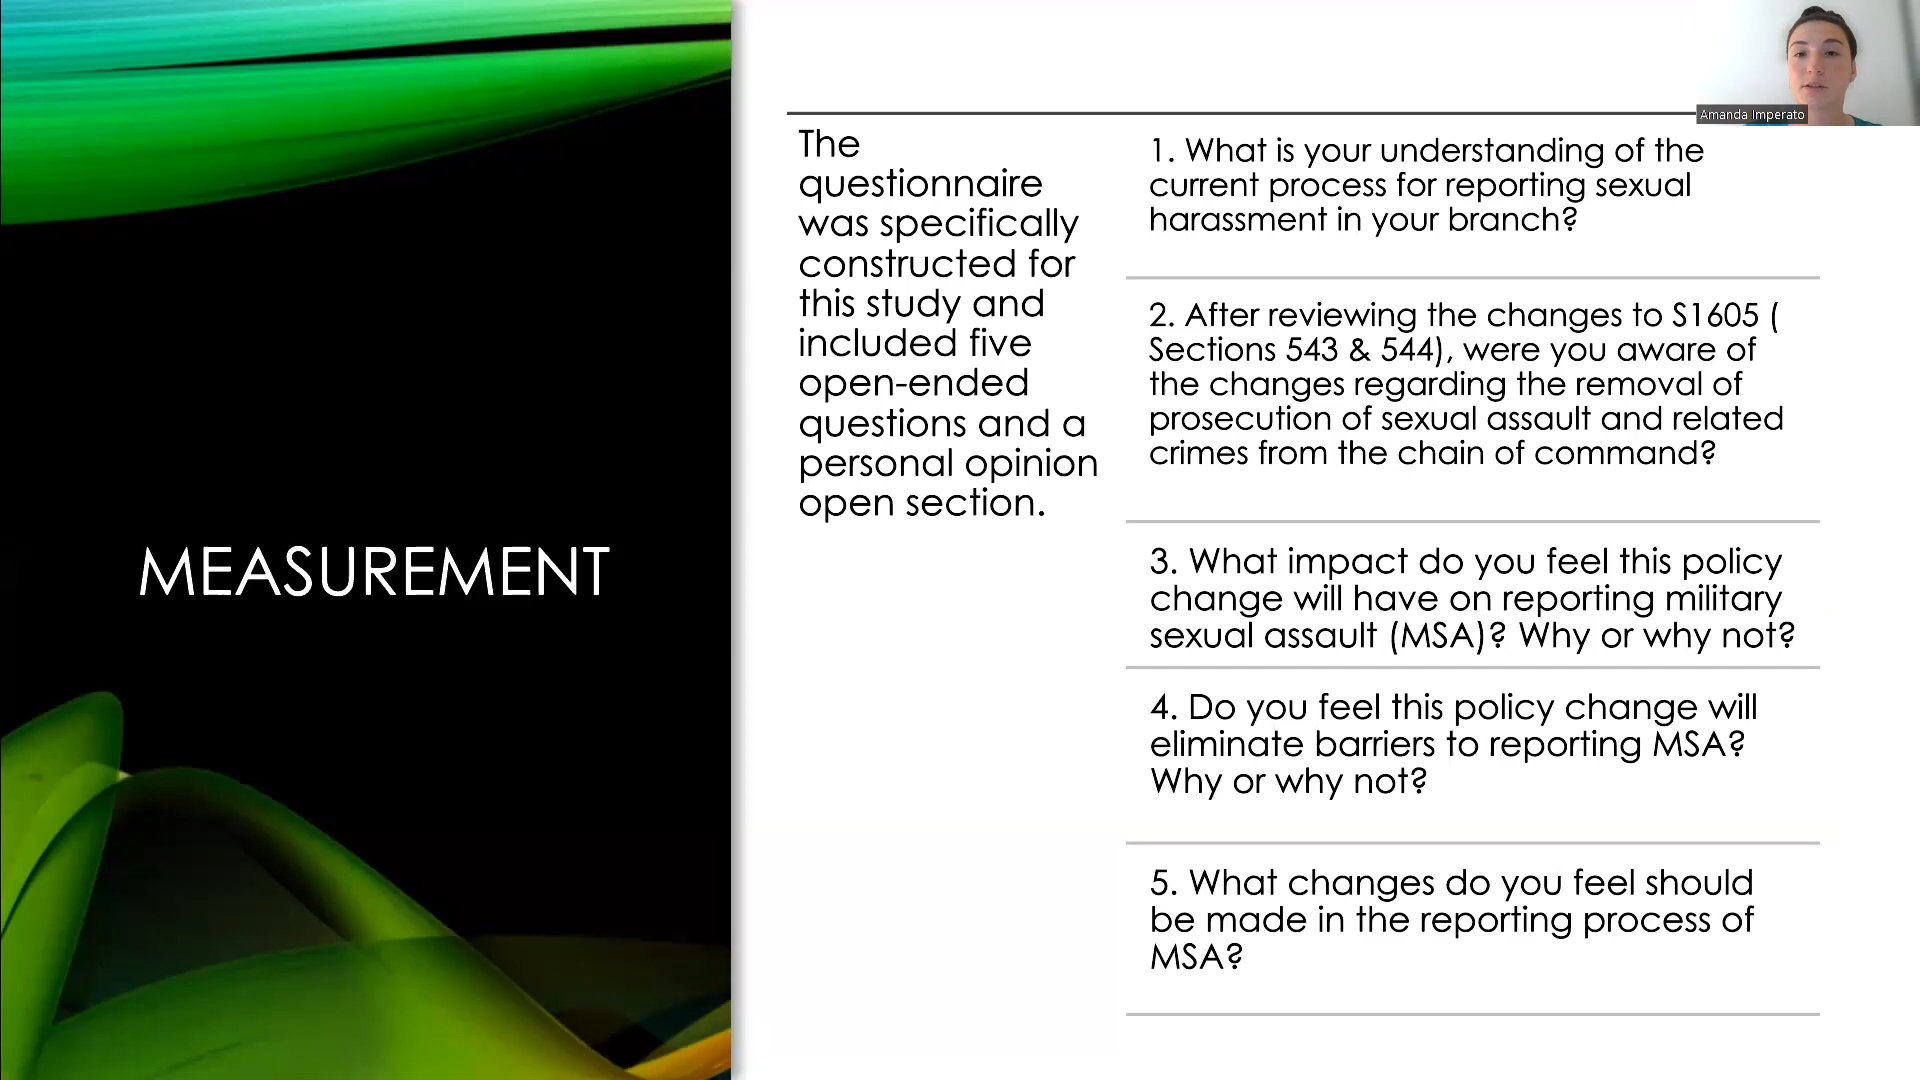 MEASUREMENT
The
questionnaire
was specifically
constructed for
this study and
included five
open-ended
questions and a
personal opinion
open section.
1. What is your understanding of the
current process for reporting sexual
harassment in your branch?
2. After reviewing the changes to S1605 (
Sections 543 & 544), were you aware of
the changes regarding the removal of
prosecution of sexual assault and related
crimes from the chain of command?
3. What impact do you feel this policy
change will have on reporting military
sexual assault (MSA)? Why or why not?
4. Do you feel this policy change will
eliminate barriers to reporting MSA?
Why or why not?
5. What changes do you feel should
be made in the reporting process of
MSA?
Amanda Imperato